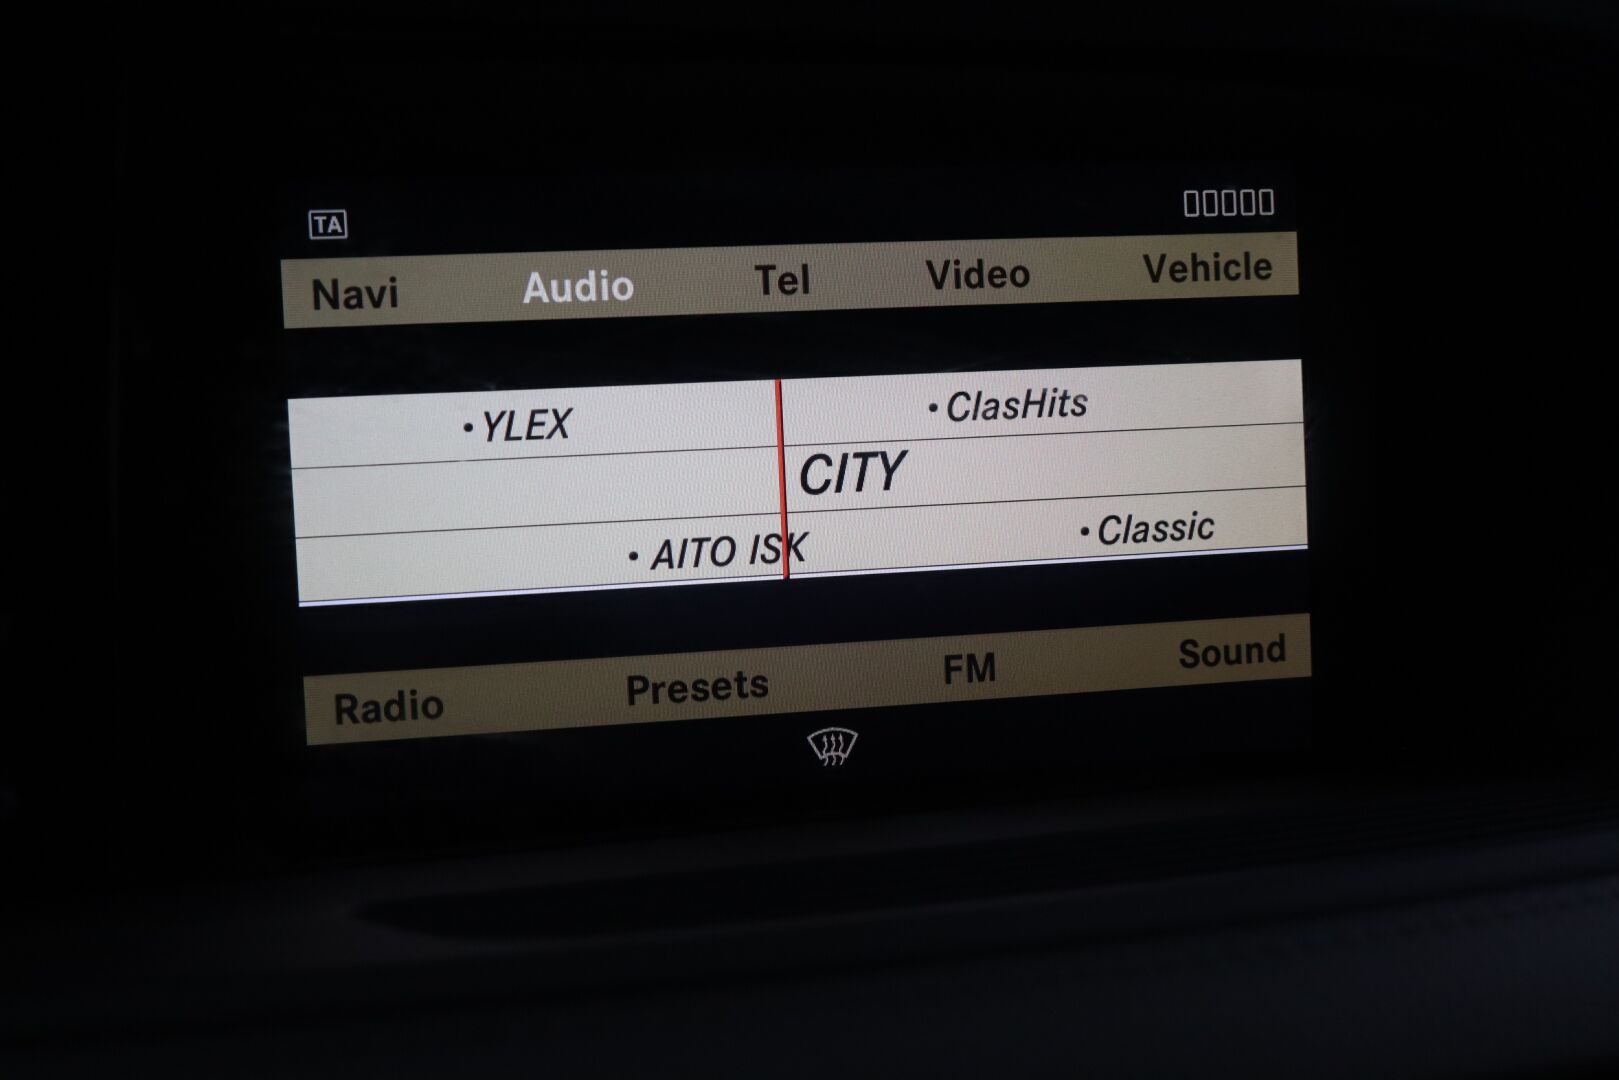 TA
Navi Audio Tel Video Vehicle
• YLEX • ClasHits
CITY
• AITO ISK • Classic
Radio Presets FM Sound